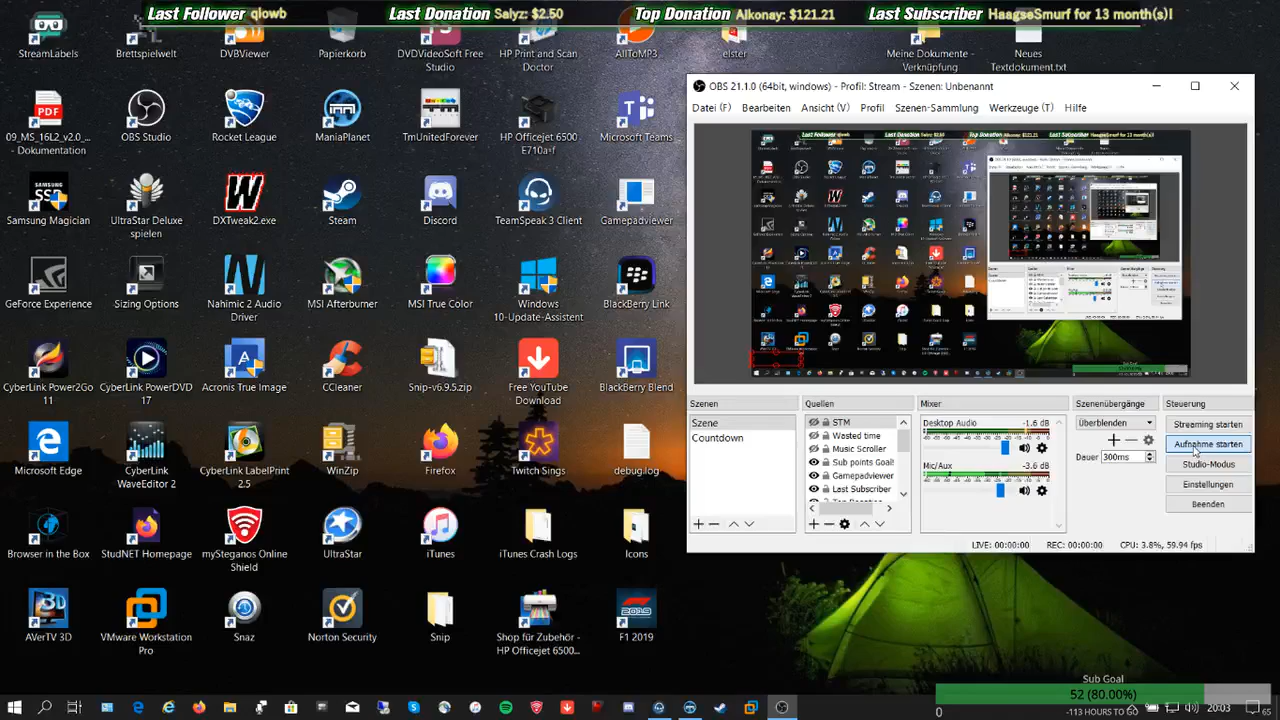 Last Follower qlowb
Last Donation Salyz: $2.50
Top Donation Alkonay: $121.21
Last Subscriber HaagseSmurf for 13 month(s)!
StreamLabels
Brettspielwelt
DVBViewer
Papierkorb
DVDVideoSoft Free Studio
HP Print and Scan Doctor
AllToMP3
elster
Meine Dokumente - Verknüpfung
Neues Textdokument.txt
09_MS_16L2_v2.0_... - Dokumentation
OBS Studio
Rocket League
ManiaPlanet
TmUnitedForever
HP Officejet 6500 E710a-f
Microsoft Teams
Samsung Magician
UltraStar Deluxe spielen
DXTweak2.exe
Steam
Discord
TeamSpeak 3 Client
Gamepadviewer
GeForce Experience
Sizing Options
Nahimic 2 Audio Driver
MSI True Color
Windows 10-Update-Assistent
BlackBerry Link
CyberLink Power2Go 11
CyberLink PowerDVD 17
Acronis True Image
CCleaner
Snip-v6.9.5.zip
Free YouTube Download
BlackBerry Blend
Microsoft Edge
CyberLink WaveEditor 2
CyberLink LabelPrint 2.5
WinZip
Firefox
Twitch Sings
debug.log
Browser in the Box
StudNET Homepage
mySteganos Online Shield
UltraStar
iTunes
iTunes Crash Logs
Icons
AVerTV 3D
VMware Workstation Pro
Snaz
Norton Security
Snip
Shop für Zubehör - HP Officejet 6500...
F1 2019
OBS 21.1.0 (64bit, windows) - Profil: Stream - Szenen: Unbenannt
Datei (F) Bearbeiten Ansicht (V) Profil Szenen-Sammlung Werkzeuge (T) Hilfe
Szenen
Szene
Countdown
Quellen
STM
Wasted time
Music Scroller
Sub points Goal
Gamepadviewer
Last Subscriber
Mixer
Desktop Audio -1.6 dB
Mic/Aux -3.6 dB
Szenenübergänge
Überblenden
Dauer 300ms
Steuerung
Streaming starten
Aufnahme starten
Studio-Modus
Einstellungen
Beenden
LIVE: 00:00:00 REC: 00:00:00 CPU: 3.8%, 59.94 fps
Sub Goal
52 (80.00%)
0 -113 HOURS TO GO 65
20:03